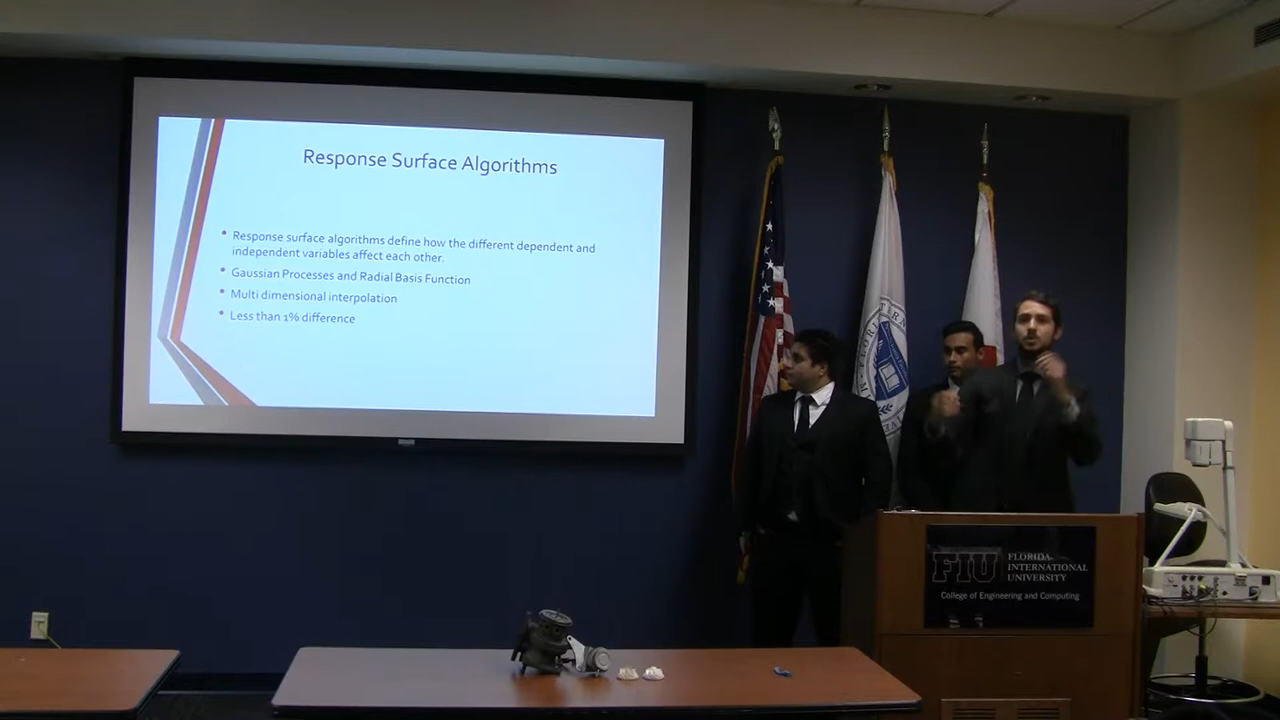 Response Surface Algorithms
• Response surface algorithms define how the different dependent and
independent variables affect each other.
• Gaussian Processes and Radial Basis Function
• Multi dimensional interpolation
• Less than 1% difference
FIU FLORIDA
INTERNATIONAL
UNIVERSITY
College of Engineering and Computing